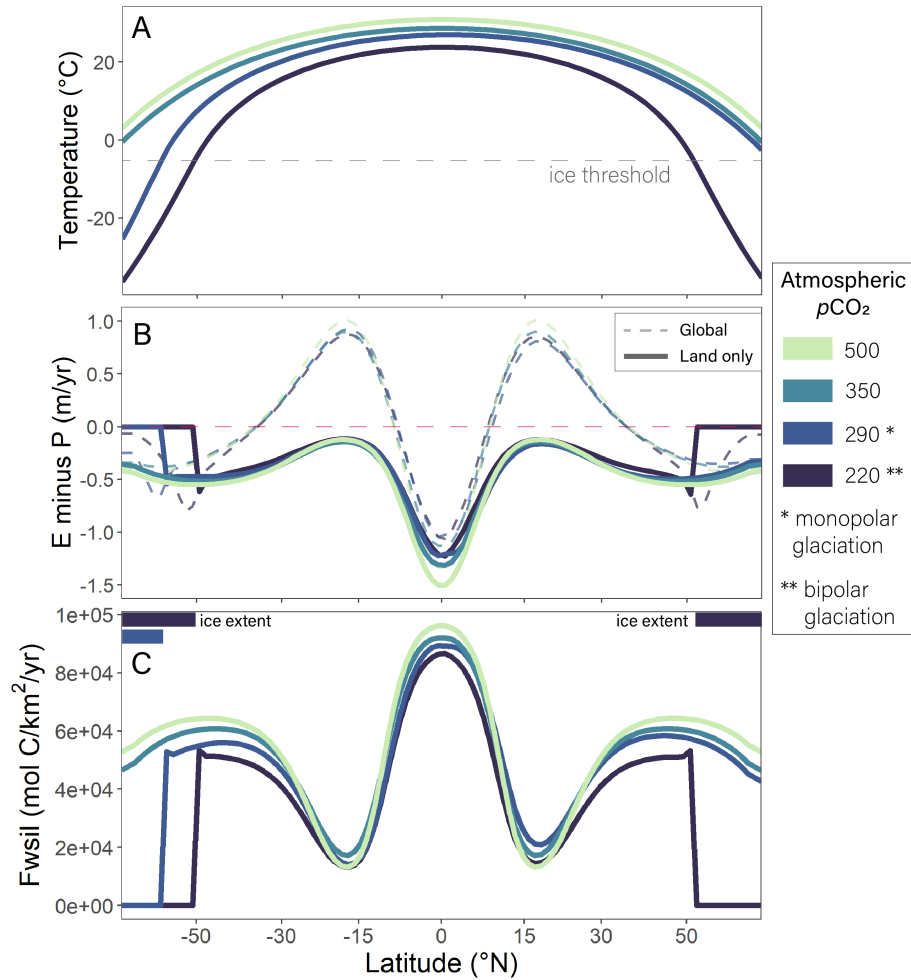 A
Temperature (°C)
20
0
-20
ice threshold
B
E minus P (m/yr)
1.0
0.5
0.0
-0.5
-1.0
-1.5
Global
Land only
Atmospheric
pCO₂
500
350
290 *
220 **
* monopolar
glaciation
** bipolar
glaciation
C
Fwsil (mol C/km²/yr)
1e+05
8e+04
6e+04
4e+04
2e+04
0e+00
ice extent
ice extent
-50
-30
-15
0
15
30
50
Latitude (°N)